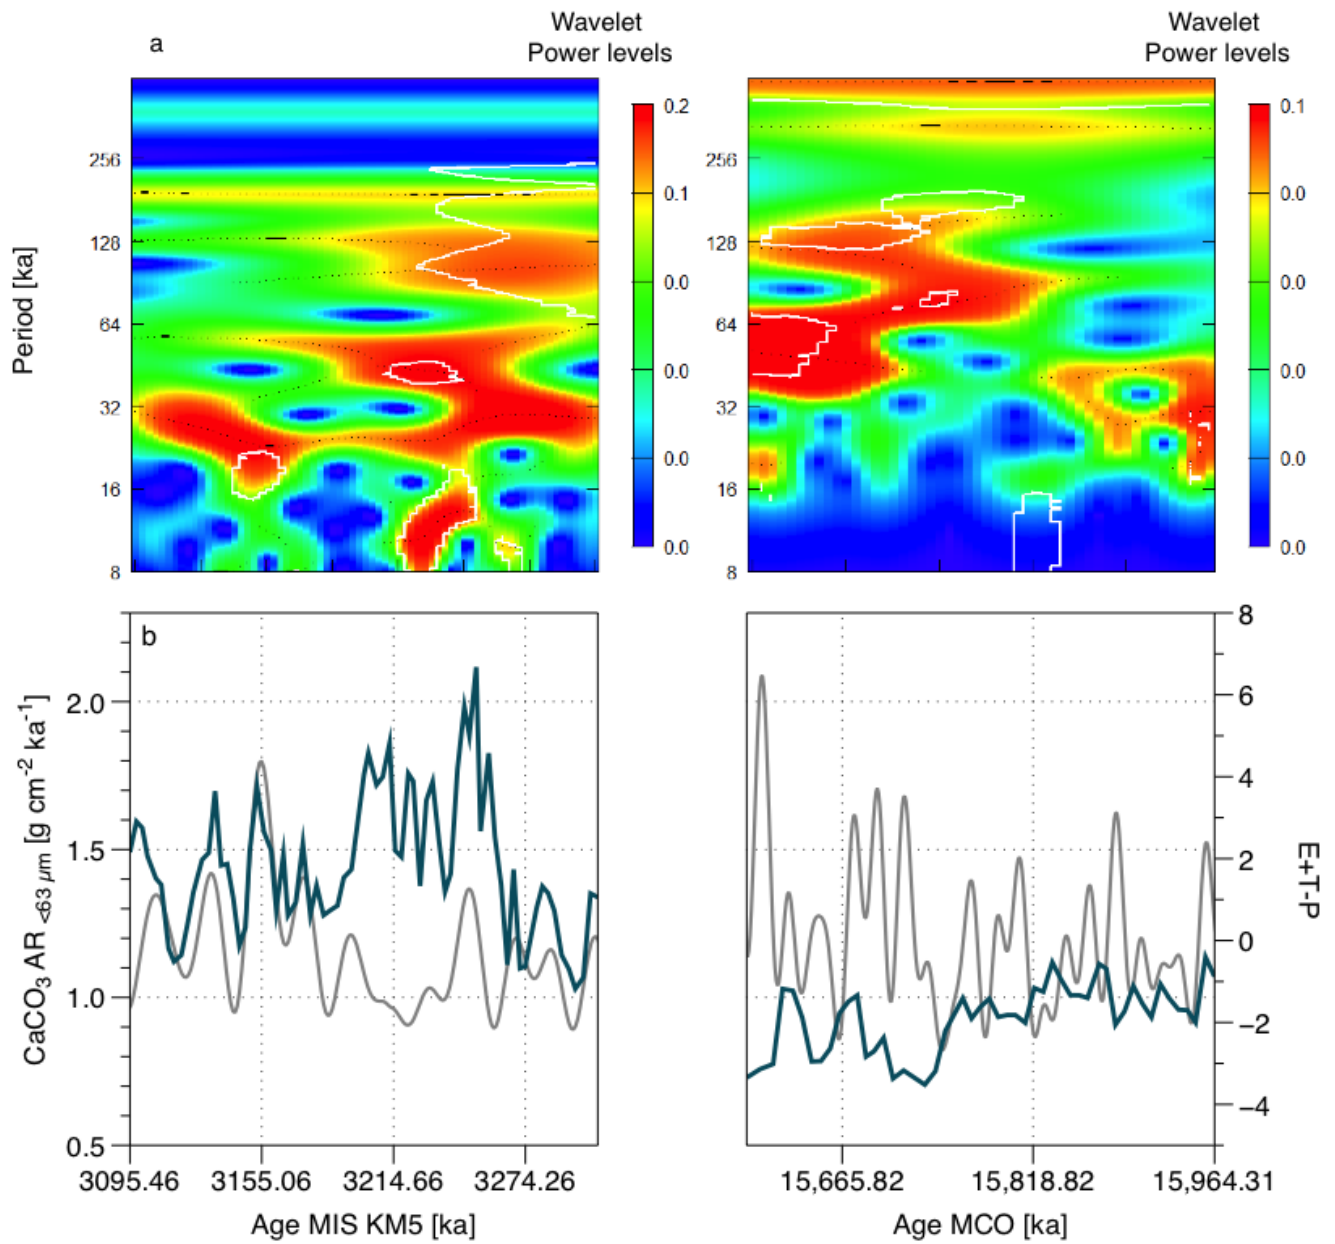 Wavelet
Power levels
Wavelet
Power levels
a
0.2
0.1
0.0
0.0
0.0
0.0
0.1
0.0
0.0
0.0
0.0
0.0
256
128
64
32
16
8
Period [ka]
256
128
64
32
16
8
b
2.0
1.5
1.0
0.5
CaCO3 AR <63 µm [g cm-2 ka-1]
8
6
4
2
0
−2
−4
E+T-P
3095.46 3155.06 3214.66 3274.26
15,665.82 15,818.82 15,964.31
Age MIS KM5 [ka]
Age MCO [ka]